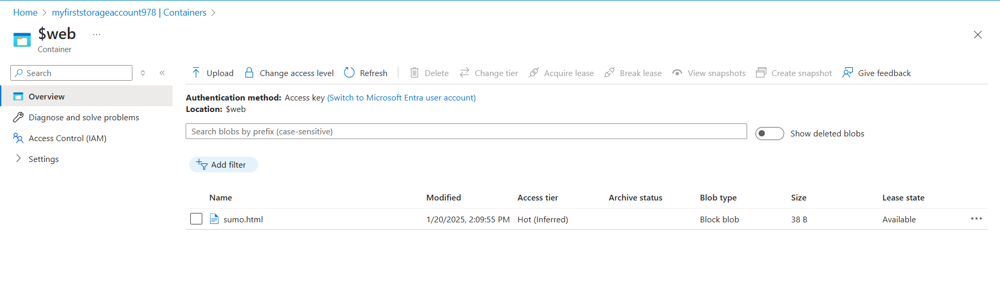 Home > myfirststorageaccount978 | Containers >
$web ...
Container
Search
Upload Change access level Refresh Delete Change tier Acquire lease Break lease View snapshots Create snapshot Give feedback
Overview
Diagnose and solve problems
Access Control (IAM)
Settings
Authentication method: Access key (Switch to Microsoft Entra user account)
Location: $web
Search blobs by prefix (case-sensitive)
Show deleted blobs
Add filter
Name Modified Access tier Archive status Blob type Size Lease state
sumo.html 1/20/2025, 2:09:55 PM Hot (Inferred) Block blob 38 B Available ...